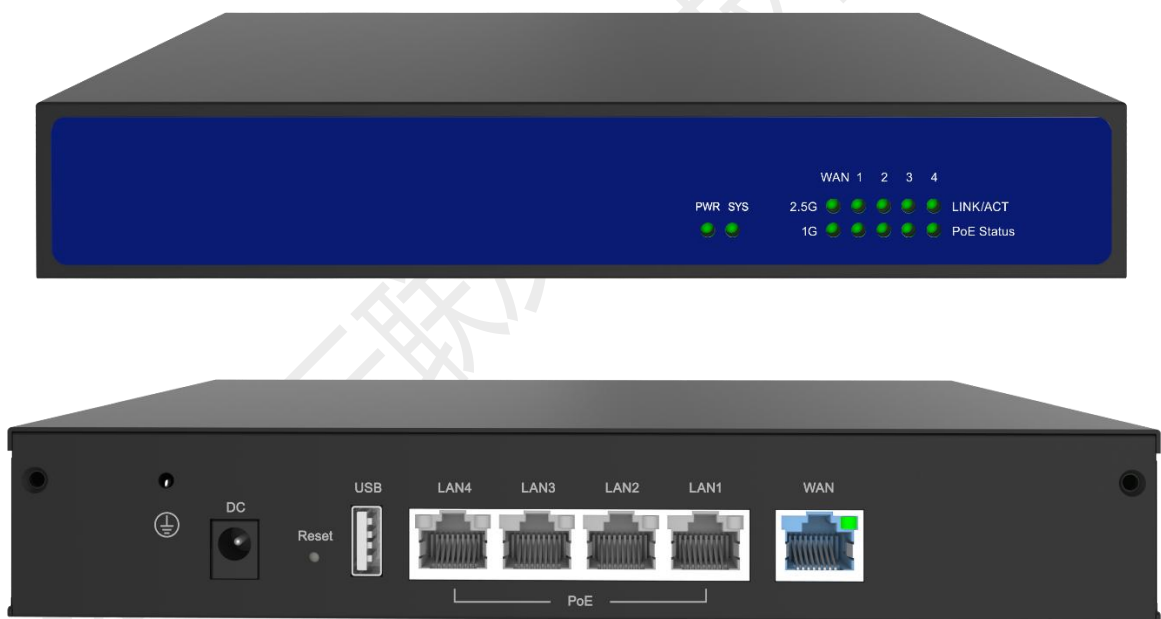 WAN 1 2 3 4
PWR SYS 2.5G LINK/ACT
1G PoE Status
USB LAN4 LAN3 LAN2 LAN1 WAN
DC
Reset
PoE